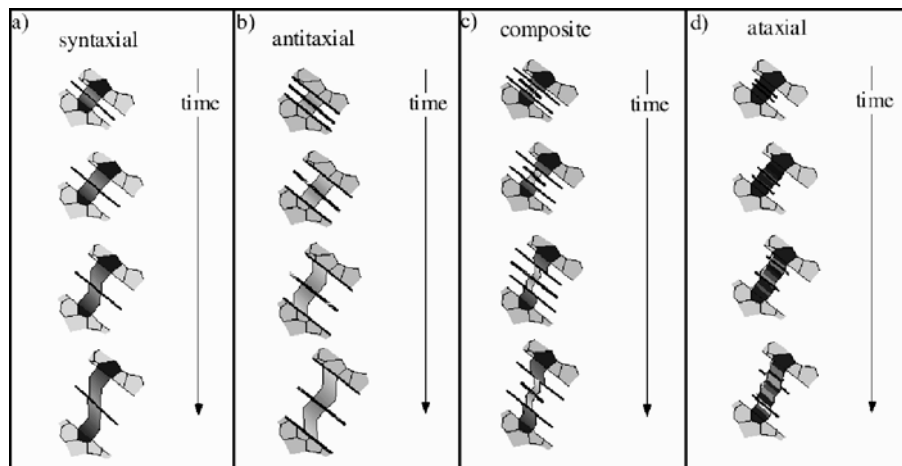 a)
syntaxial
time
b)
antitaxial
time
c)
composite
time
d)
ataxial
time